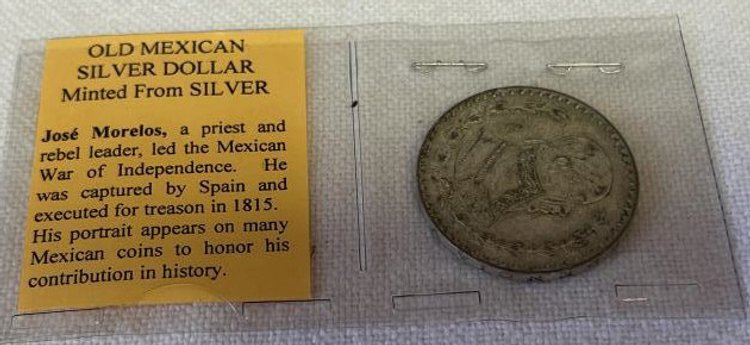 OLD MEXICAN
SILVER DOLLAR
Minted From SILVER
José Morelos, a priest and
rebel leader, led the Mexican
War of Independence. He
was captured by Spain and
executed for treason in 1815.
His portrait appears on many
Mexican coins to honor his
contribution in history.